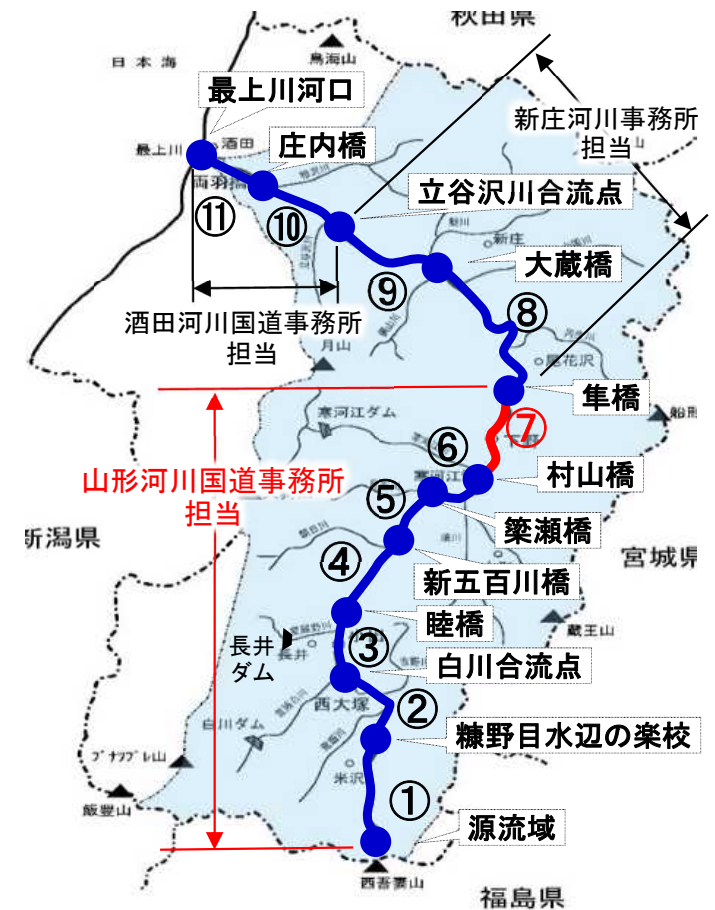 秋田県
日本海
鳥海山
最上川河口
新庄河川事務所
担当
酒田
最上川
庄内橋
両羽橋
立谷沢川合流点
⑪
⑩
新庄
大蔵橋
⑨
⑧
酒田河川国道事務所
担当
月山
尾花沢
隼橋
寒河江ダム
⑦
⑥
山形河川国道事務所
担当
寒河江
村山橋
⑤
簗瀬橋
新潟県
朝日川
④
新五百川橋
宮城県
睦橋
蔵王山
長井
ダム
長井
③
白川合流点
西大塚
②
白川ダム
糠野目水辺の楽校
米沢
飯豊山
①
源流域
西吾妻山
福島県